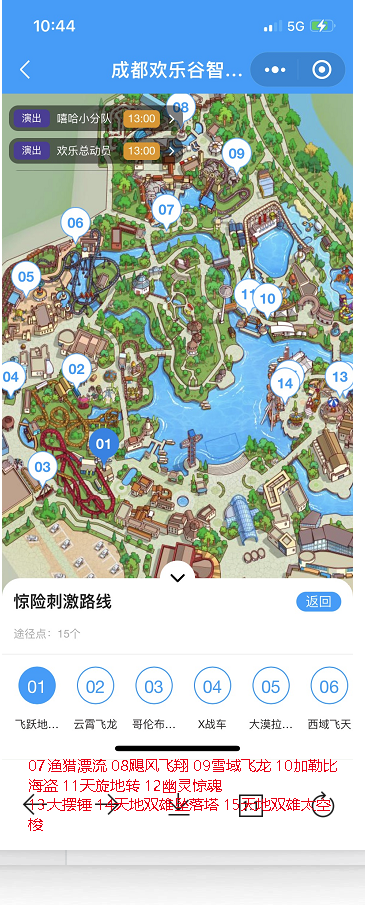 10:44
5G
成都欢乐谷智...
演出 嘻哈小分队 13:00
演出 欢乐总动员 13:00
08
09
07
06
05
11
10
04
02
14
13
01
03
惊险刺激路线
返回
途径点：15个
01 02 03 04 05 06
飞跃地... 云霄飞龙 哥伦布... X战车 大漠拉... 西域飞天
07渔猎漂流 08飓风飞翔 09雪域飞龙 10加勒比
海盗 11天旋地转 12幽灵惊魂
13大摆锤 14天地双雄坠落塔 15天地双雄太空
梭